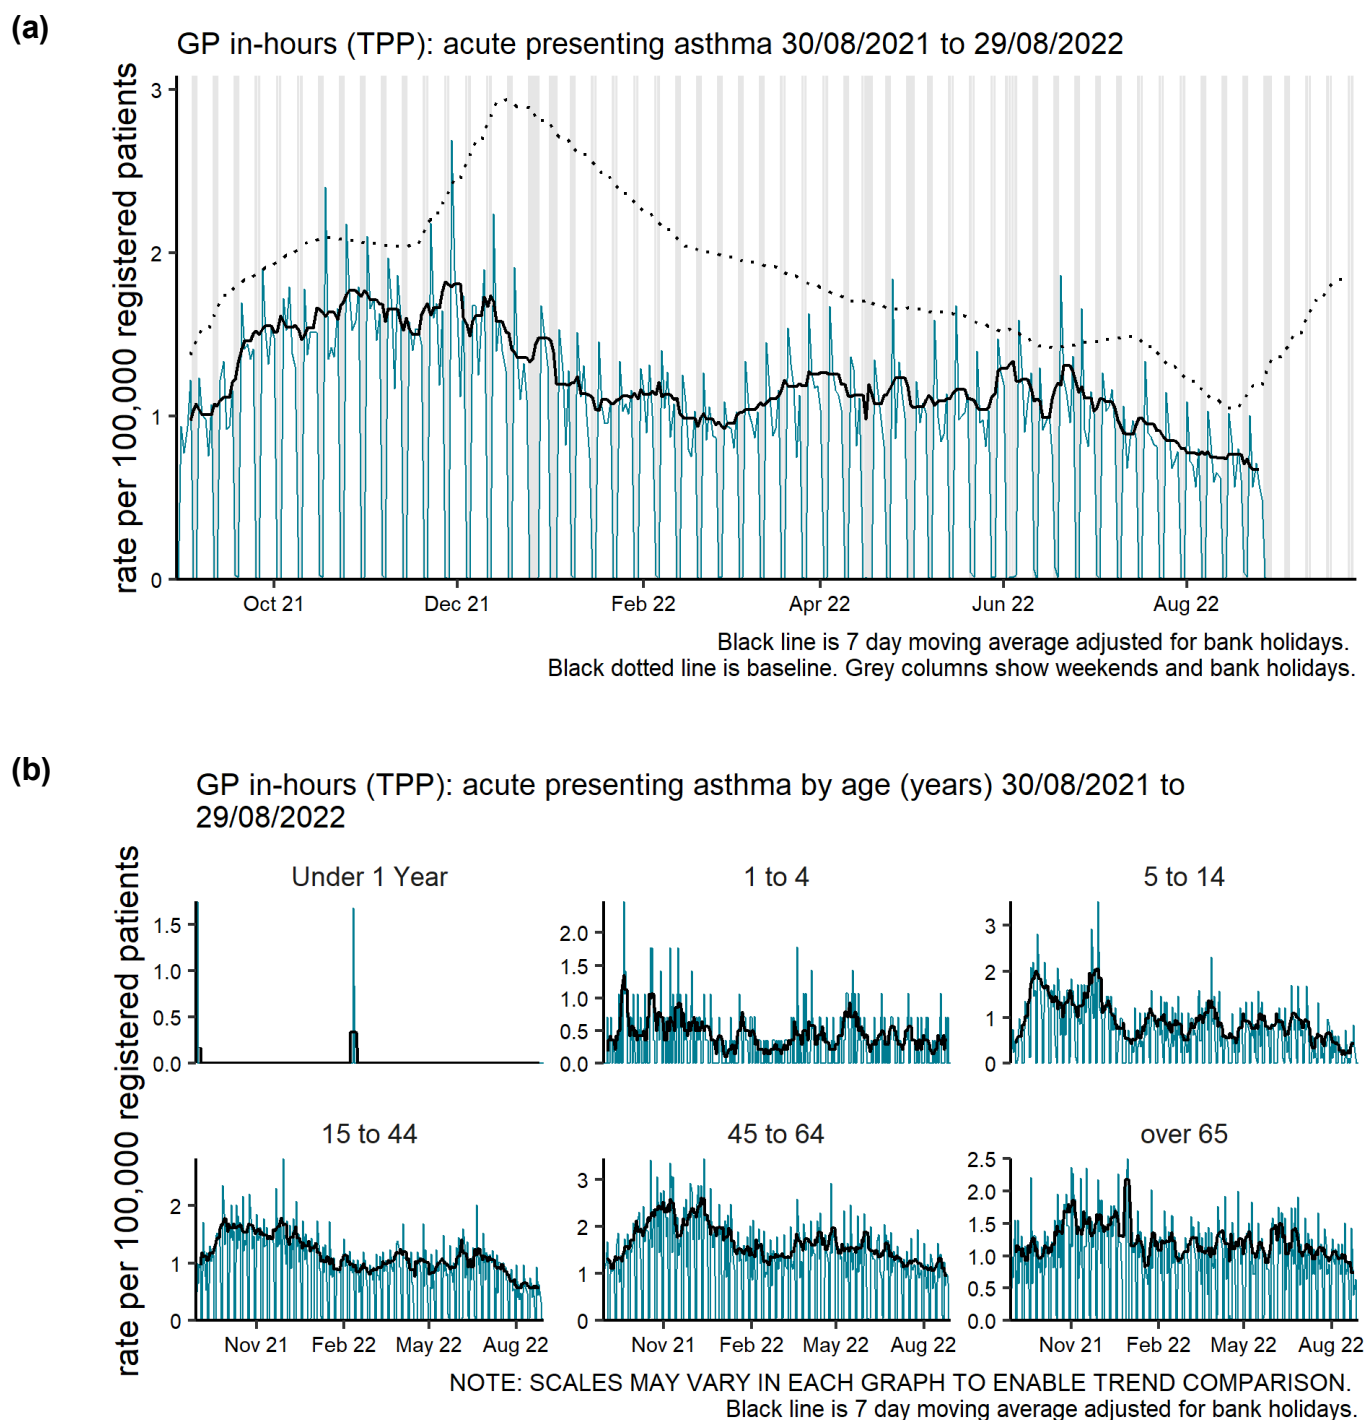 (a)
GP in-hours (TPP): acute presenting asthma 30/08/2021 to 29/08/2022
rate per 100,000 registered patients
3
2
1
0
Oct 21
Dec 21
Feb 22
Apr 22
Jun 22
Aug 22
Black line is 7 day moving average adjusted for bank holidays.
Black dotted line is baseline. Grey columns show weekends and bank holidays.
(b)
GP in-hours (TPP): acute presenting asthma by age (years) 30/08/2021 to
29/08/2022
rate per 100,000 registered patients
Under 1 Year
1.5
1.0
0.5
0.0
1 to 4
2.0
1.5
1.0
0.5
0.0
5 to 14
3
2
1
0
15 to 44
2
1
0
Nov 21
Feb 22
May 22
Aug 22
45 to 64
3
2
1
0
Nov 21
Feb 22
May 22
Aug 22
over 65
2.5
2.0
1.5
1.0
0.5
0.0
Nov 21
Feb 22
May 22
Aug 22
NOTE: SCALES MAY VARY IN EACH GRAPH TO ENABLE TREND COMPARISON.
Black line is 7 day moving average adjusted for bank holidays.